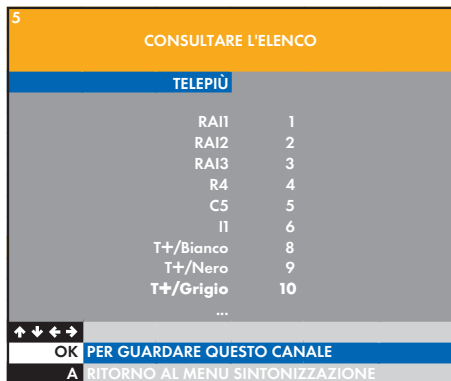 5
CONSULTARE L'ELENCO
TELEPIÙ
RAI1 1
RAI2 2
RAI3 3
R4 4
C5 5
I1 6
T+/Bianco 8
T+/Nero 9
T+/Grigio 10
...
↑ ↓ ← →
OK PER GUARDARE QUESTO CANALE
A RITORNO AL MENU SINTONIZZAZIONE